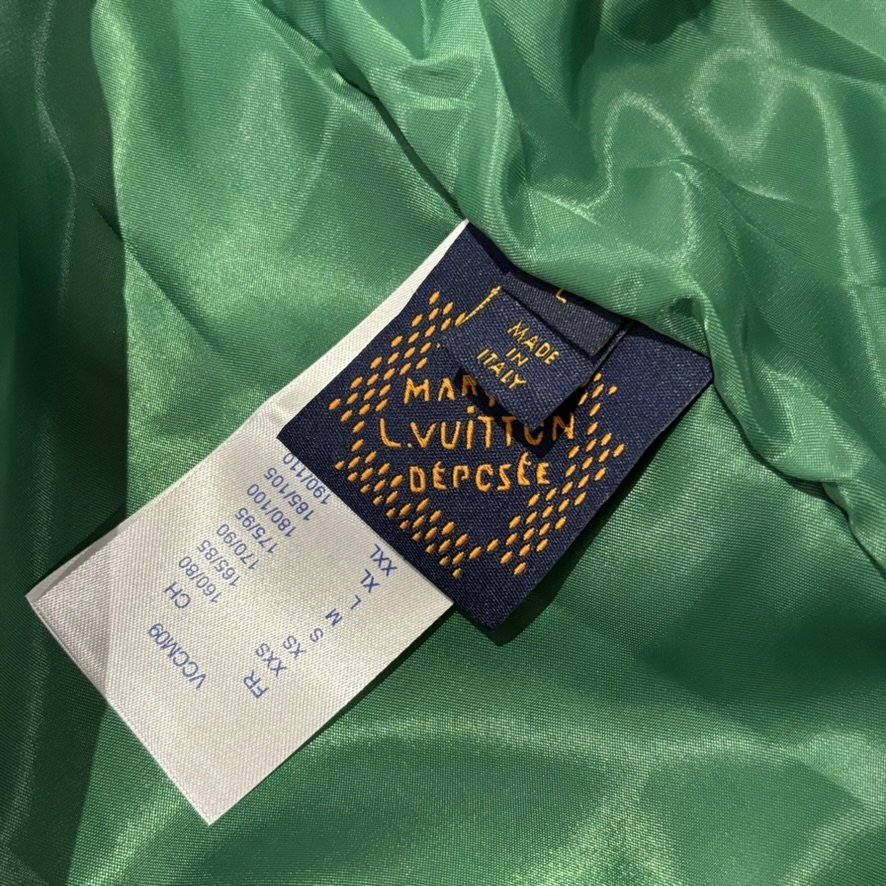 L
MADE
IN
ITALY
MAR
L.VUITTON
DÉPOSÉE
VCCM09
FR CH
XXS 160/80
XS 165/85
S 170/90
M 175/95
L 180/100
XL 185/105
XXL 190/110